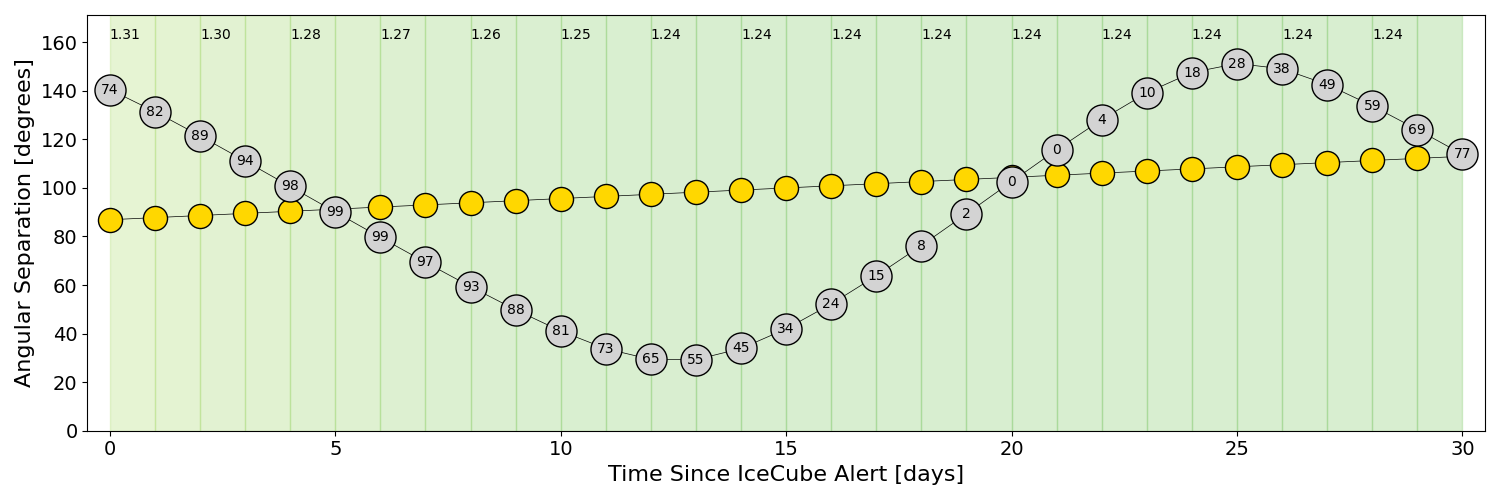 1.31 1.30 1.28 1.27 1.26 1.25 1.24 1.24 1.24 1.24 1.24 1.24 1.24 1.24 1.24
160
140
120
100
80
60
40
20
0
Angular Separation [degrees]
74 82 89 94 98 99 99 97 93 88 81 73 65 55 45 34 24 15 8 2 0 0 4 10 18 28 38 49 59 69 77
0 5 10 15 20 25 30
Time Since IceCube Alert [days]